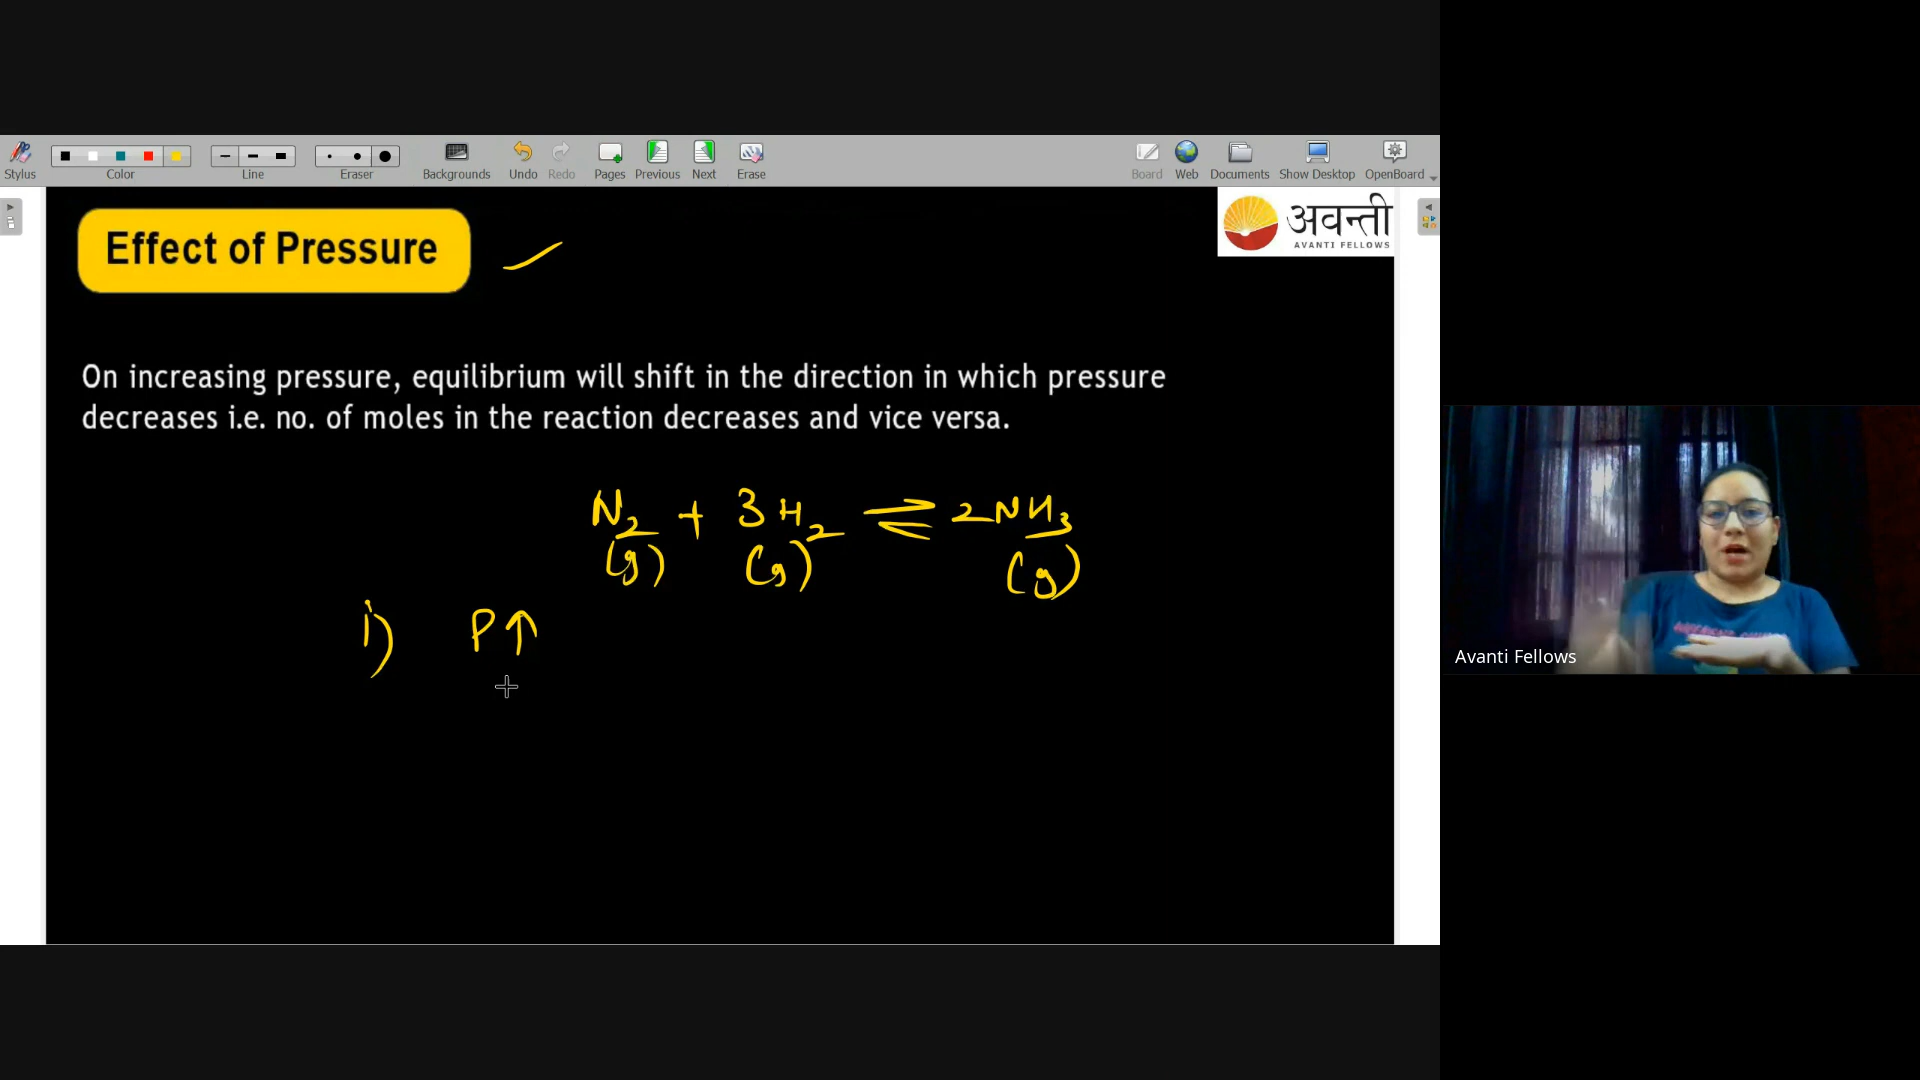 Stylus
Color
Line
Eraser
Backgrounds
Undo
Redo
Pages
Previous
Next
Erase
Board
Web
Documents
Show Desktop
OpenBoard
Effect of Pressure
अवन्ती
AVANTI FELLOWS
On increasing pressure, equilibrium will shift in the direction in which pressure
decreases i.e. no. of moles in the reaction decreases and vice versa.
N₂ + 3H₂ ⇌ 2NH₃
(g) (g) (g)
i) P↑
Avanti Fellows